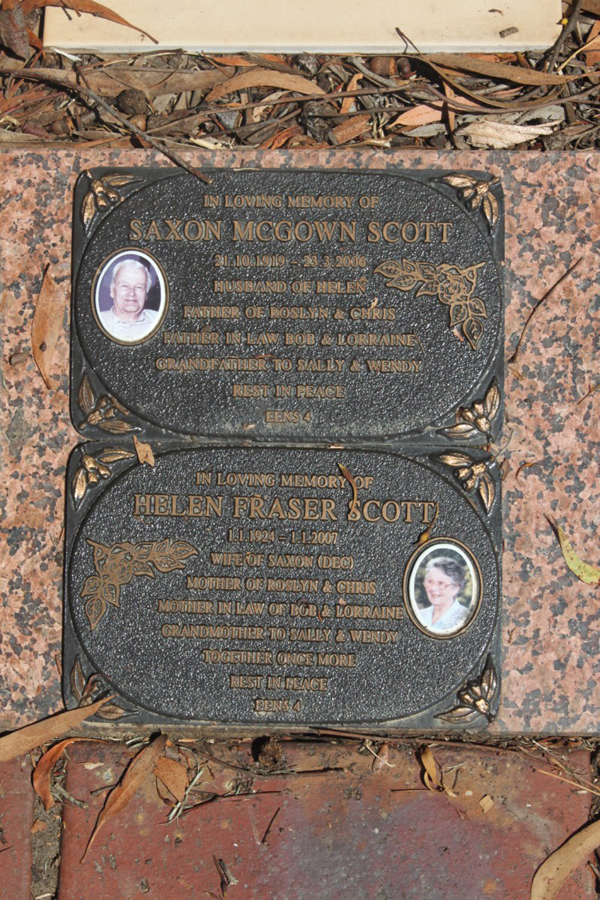 IN LOVING MEMORY OF
SAXON MCGOWN SCOTT
21.10.1919 - 23.3.2006
HUSBAND OF HELEN
FATHER OF ROSLYN & CHRIS
FATHER IN LAW BOB & LORRAINE
GRANDFATHER TO SALLY & WENDY
REST IN PEACE
EENS 4
IN LOVING MEMORY OF
HELEN FRASER SCOTT
1.1.1924 - 1.1.2007
WIFE OF SAXON (DEC)
MOTHER OF ROSLYN & CHRIS
MOTHER IN LAW OF BOB & LORRAINE
GRANDMOTHER TO SALLY & WENDY
TOGETHER ONCE MORE
REST IN PEACE
EENS 4